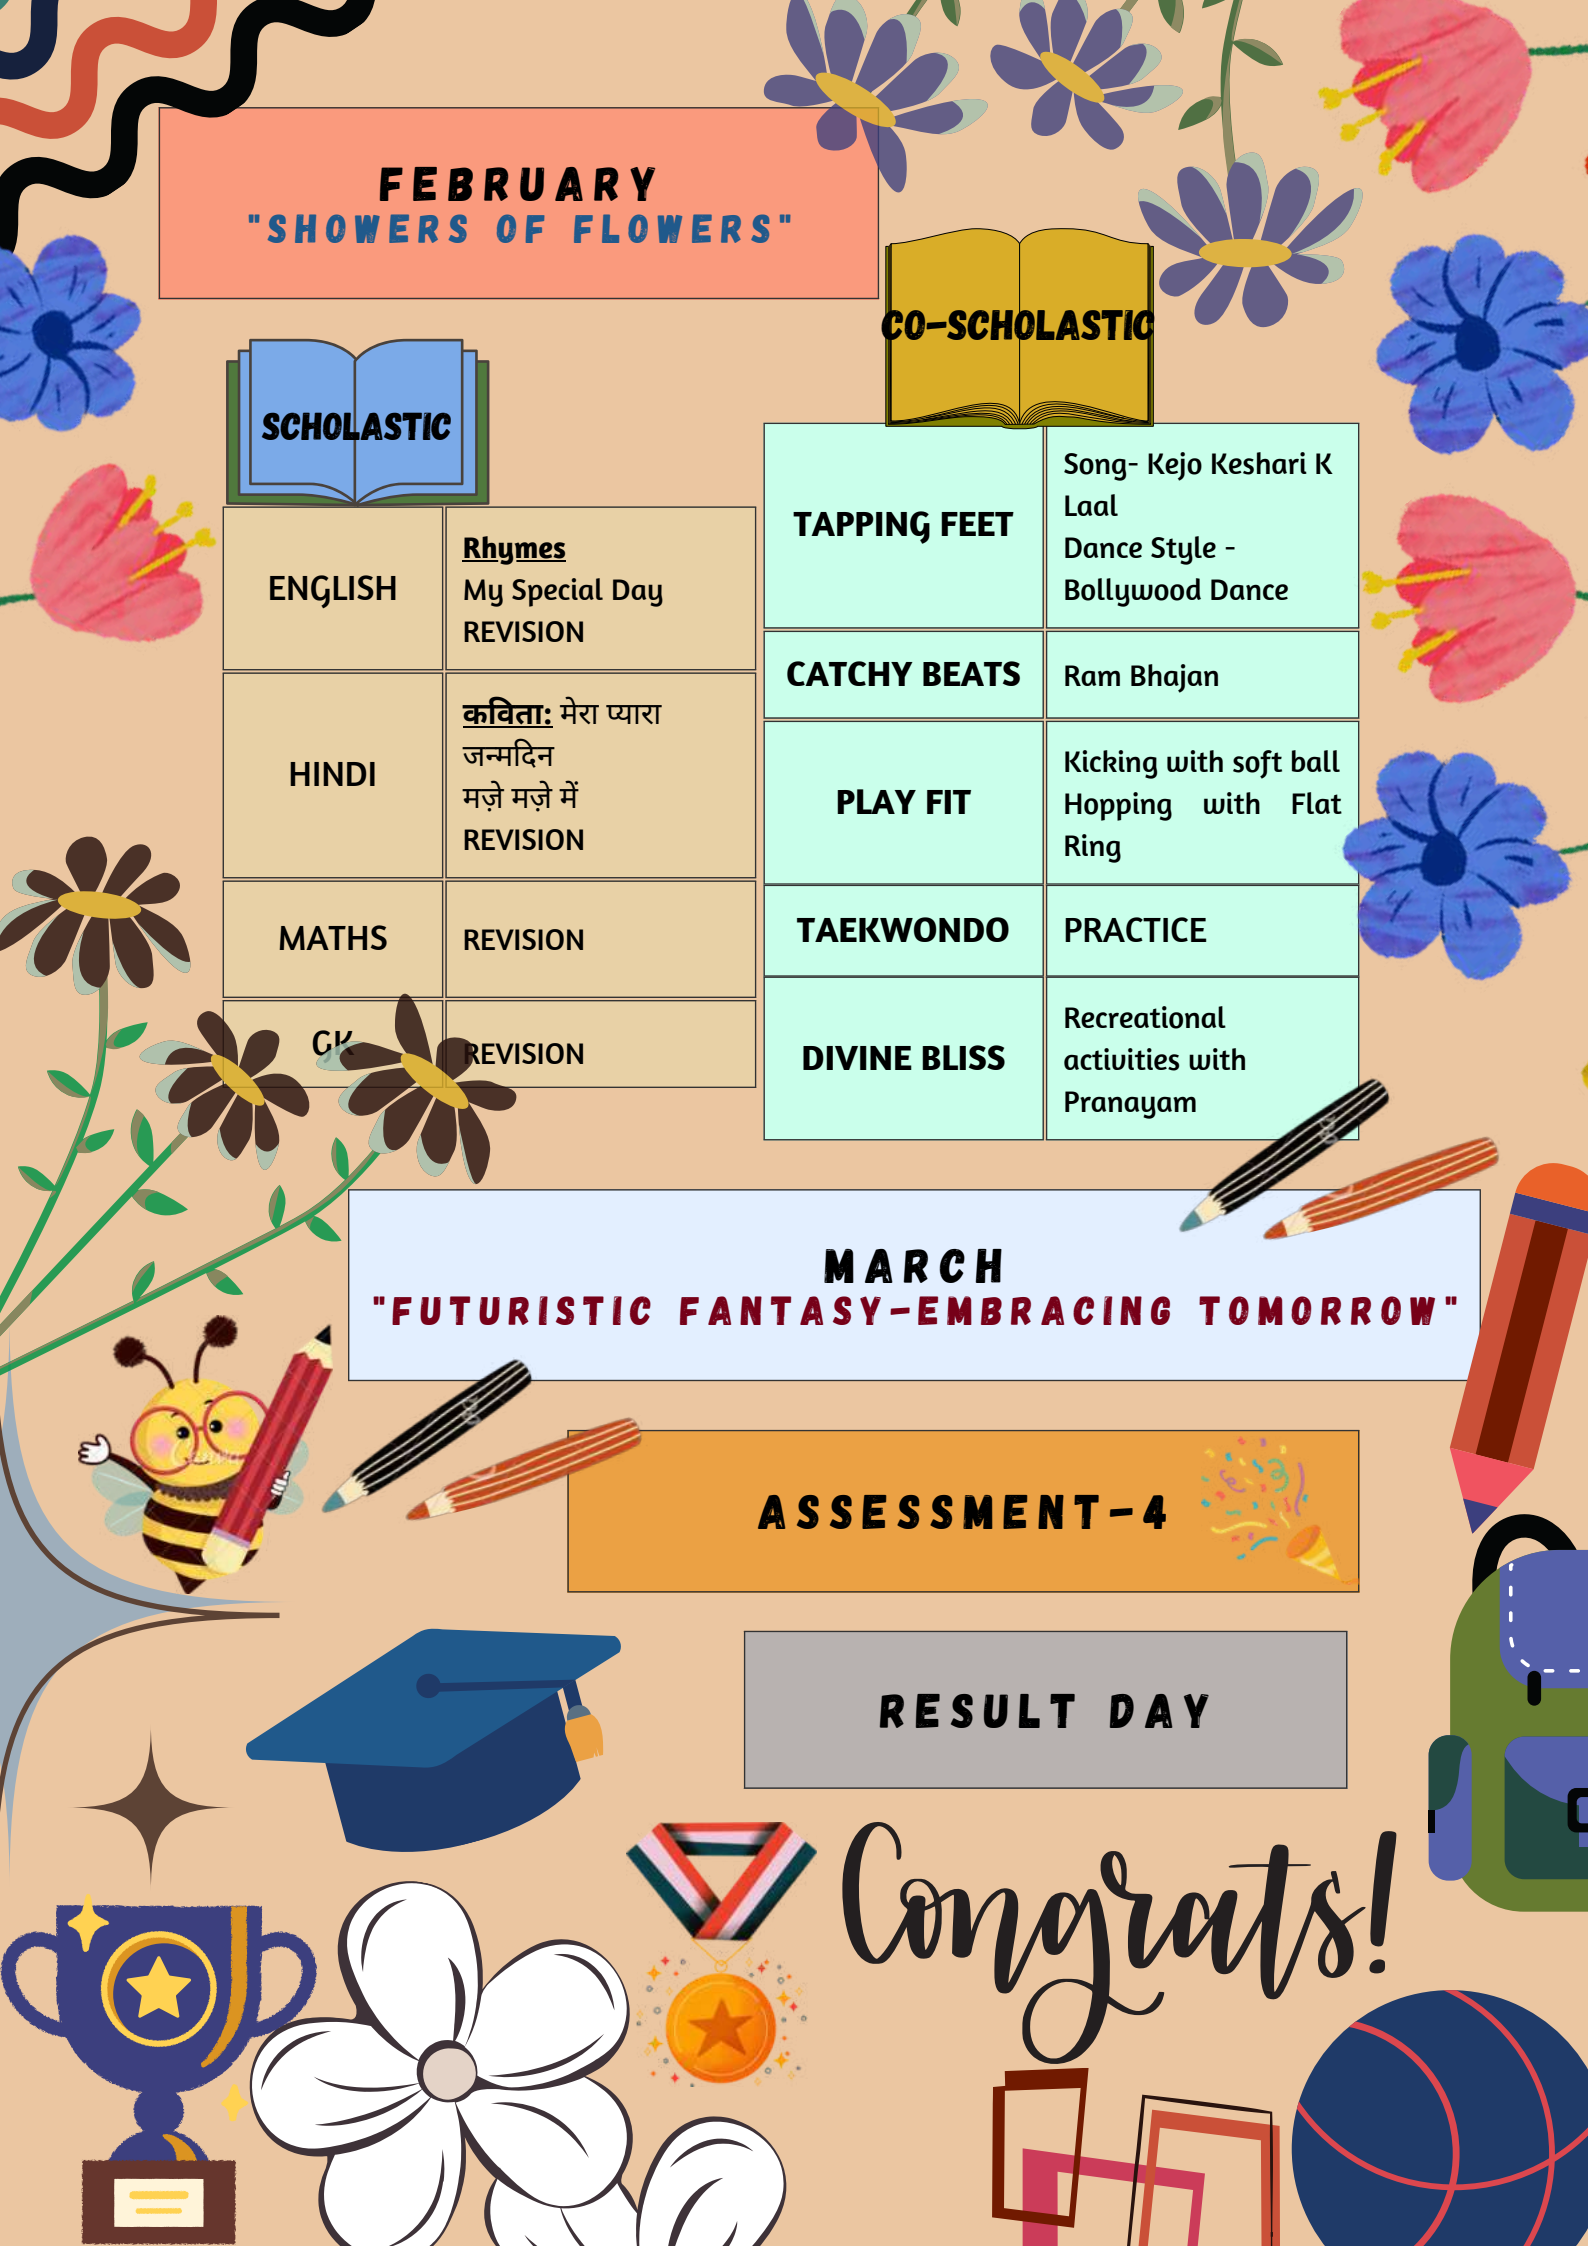 FEBRUARY
"SHOWERS OF FLOWERS"
SCHOLASTIC
ENGLISH
Rhymes
My Special Day
REVISION
HINDI
कविता: मेरा प्यारा
जन्मदिन
मज़े मज़े में
REVISION
MATHS
REVISION
GK
REVISION
CO-SCHOLASTIC
TAPPING FEET
Song- Kejo Keshari K
Laal
Dance Style -
Bollywood Dance
CATCHY BEATS
Ram Bhajan
PLAY FIT
Kicking with soft ball
Hopping with Flat
Ring
TAEKWONDO
PRACTICE
DIVINE BLISS
Recreational
activities with
Pranayam
MARCH
"FUTURISTIC FANTASY-EMBRACING TOMORROW"
ASSESSMENT-4
RESULT DAY
Congrats!